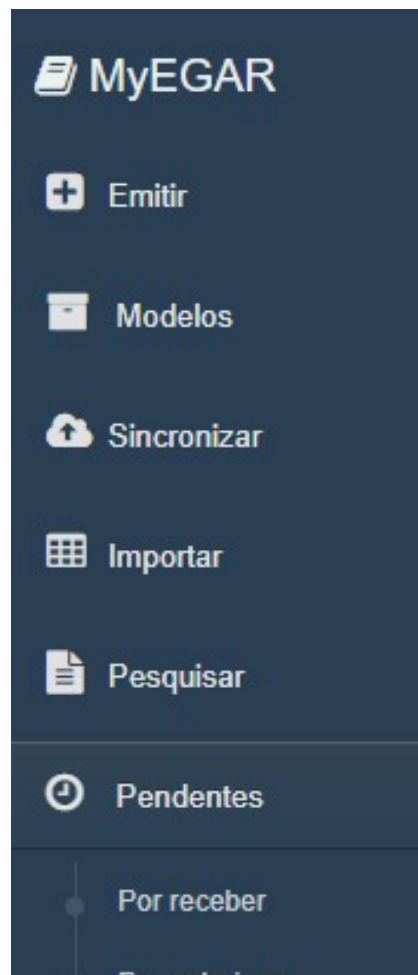 MyEGAR
Emitir
Modelos
Sincronizar
Importar
Pesquisar
Pendentes
Por receber